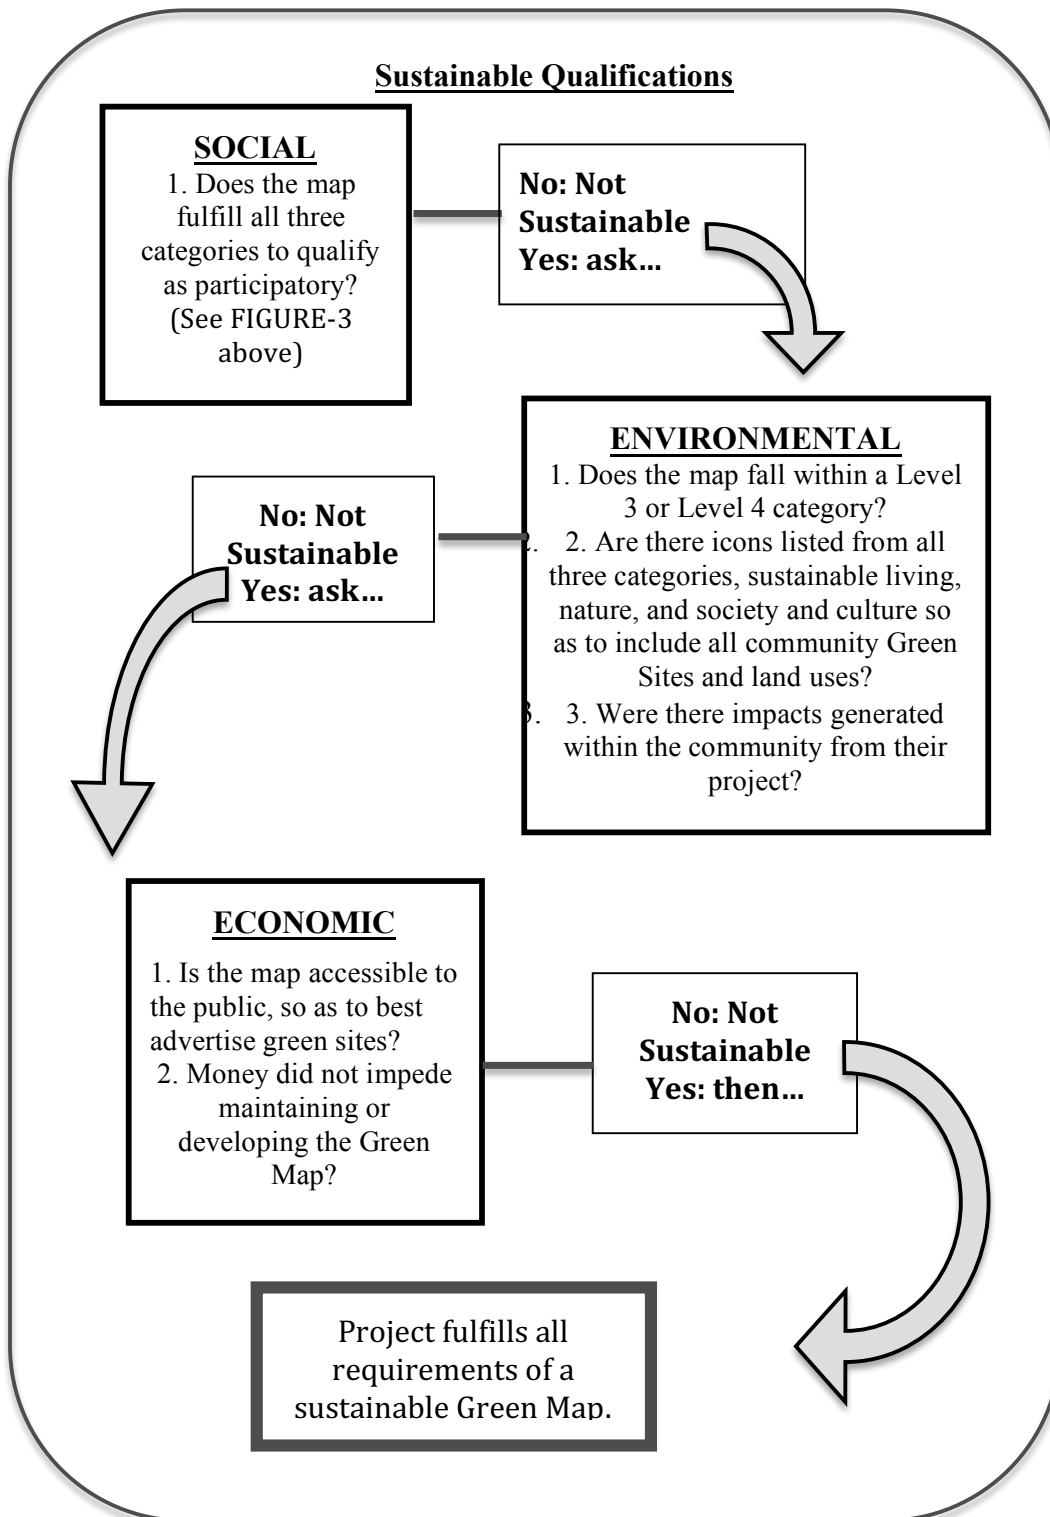 Sustainable Qualifications
SOCIAL
1. Does the map
fulfill all three
categories to qualify
as participatory?
(See FIGURE-3
above)
No: Not
Sustainable
Yes: ask…
ENVIRONMENTAL
1. Does the map fall within a Level
3 or Level 4 category?
2. 2. Are there icons listed from all
three categories, sustainable living,
nature, and society and culture so
as to include all community Green
Sites and land uses?
3. 3. Were there impacts generated
within the community from their
project?
No: Not
Sustainable
Yes: ask…
ECONOMIC
1. Is the map accessible to
the public, so as to best
advertise green sites?
2. Money did not impede
maintaining or
developing the Green
Map?
No: Not
Sustainable
Yes: then…
Project fulfills all
requirements of a
sustainable Green Map.